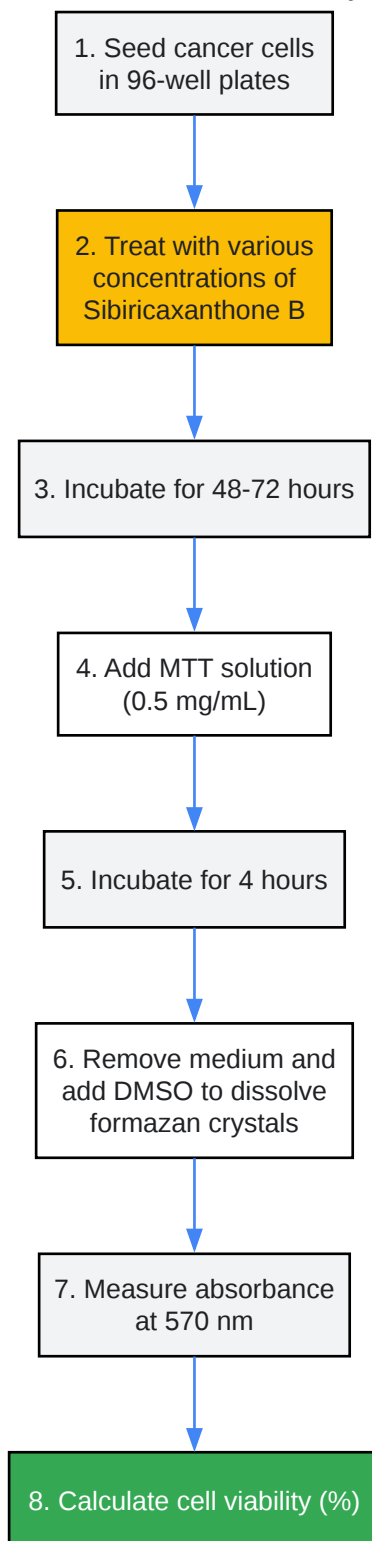 1. Seed cancer cells
in 96-well plates
2. Treat with various
concentrations of
Sibiricaxanthone B
3. Incubate for 48-72 hours
4. Add MTT solution
(0.5 mg/mL)
5. Incubate for 4 hours
6. Remove medium and
add DMSO to dissolve
formazan crystals
7. Measure absorbance
at 570 nm
8. Calculate cell viability (%)